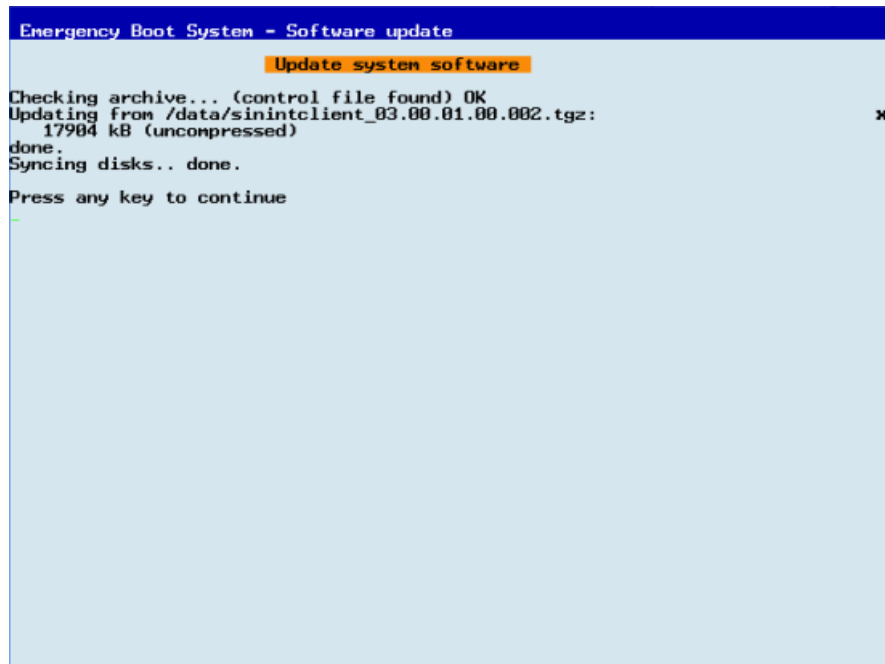 Emergency Boot System - Software update
Update system software
Checking archive... (control file found) OK
Updating from /data/sinintclient_03.00.01.00.002.tgz: *
17904 kB (uncompressed)
done.
Syncing disks.. done.
Press any key to continue
_